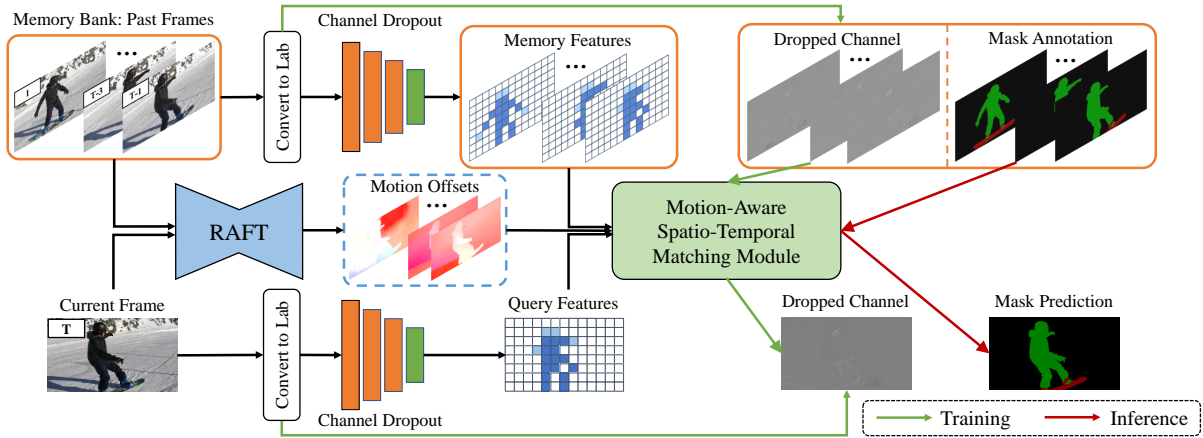 Memory Bank: Past Frames
Channel Dropout
Convert to Lab
Memory Features
Dropped Channel
Mask Annotation
1
T-3
T-1
...
...
...
...
RAFT
Motion Offsets
...
Motion-Aware
Spatio-Temporal
Matching Module
Current Frame
T
Convert to Lab
Channel Dropout
Query Features
Dropped Channel
Mask Prediction
Training
Inference